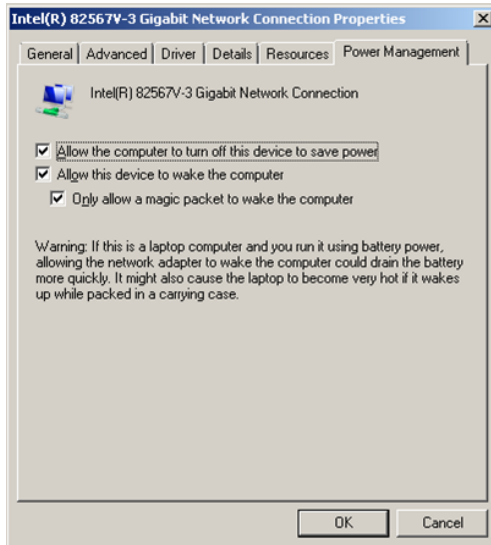 Intel(R) 82567V-3 Gigabit Network Connection Properties
General Advanced Driver Details Resources Power Management
Intel(R) 82567V-3 Gigabit Network Connection
Allow the computer to turn off this device to save power
Allow this device to wake the computer
Only allow a magic packet to wake the computer
Warning: If this is a laptop computer and you run it using battery power,
allowing the network adapter to wake the computer could drain the battery
more quickly. It might also cause the laptop to become very hot if it wakes
up while packed in a carrying case.
OK Cancel